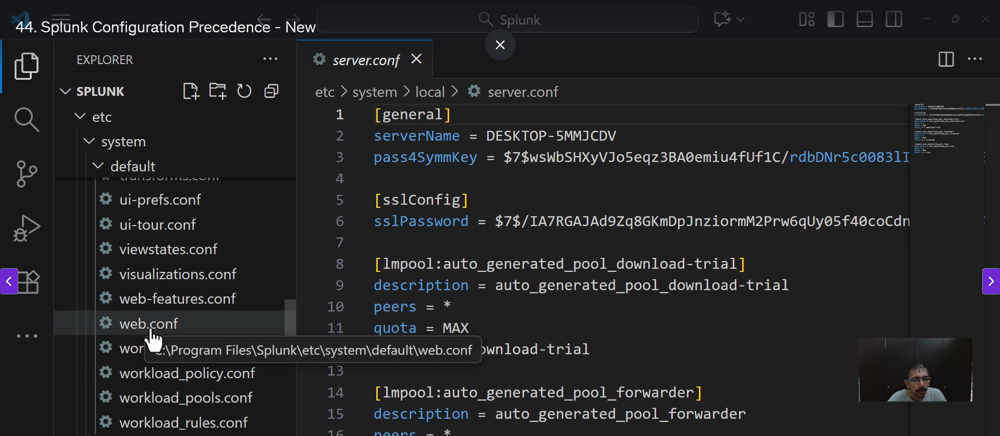 44. Splunk Configuration Precedence - New
Splunk
EXPLORER
SPLUNK
etc
system
default
ui-prefs.conf
ui-tour.conf
viewstates.conf
visualizations.conf
web-features.conf
web.conf
C:\Program Files\Splunk\etc\system\default\web.conf
workload_policy.conf
workload_pools.conf
workload_rules.conf
server.conf
etc > system > local > server.conf
1 [general]
2 serverName = DESKTOP-5MMJCDV
3 pass4SymmKey = $7$wsWbSHXyVJo5eqz3BA0emiu4fUf1C/rdbDNr5c0083lI
4
5 [sslConfig]
6 sslPassword = $7$/IA7RGAJAd9Zq8GKmDpJnziormM2Prw6qUy05f40coCdn
7
8 [lmpool:auto_generated_pool_download-trial]
9 description = auto_generated_pool_download-trial
10 peers = *
11 quota = MAX
ownload-trial
13
14 [lmpool:auto_generated_pool_forwarder]
15 description = auto_generated_pool_forwarder
16 peers = *